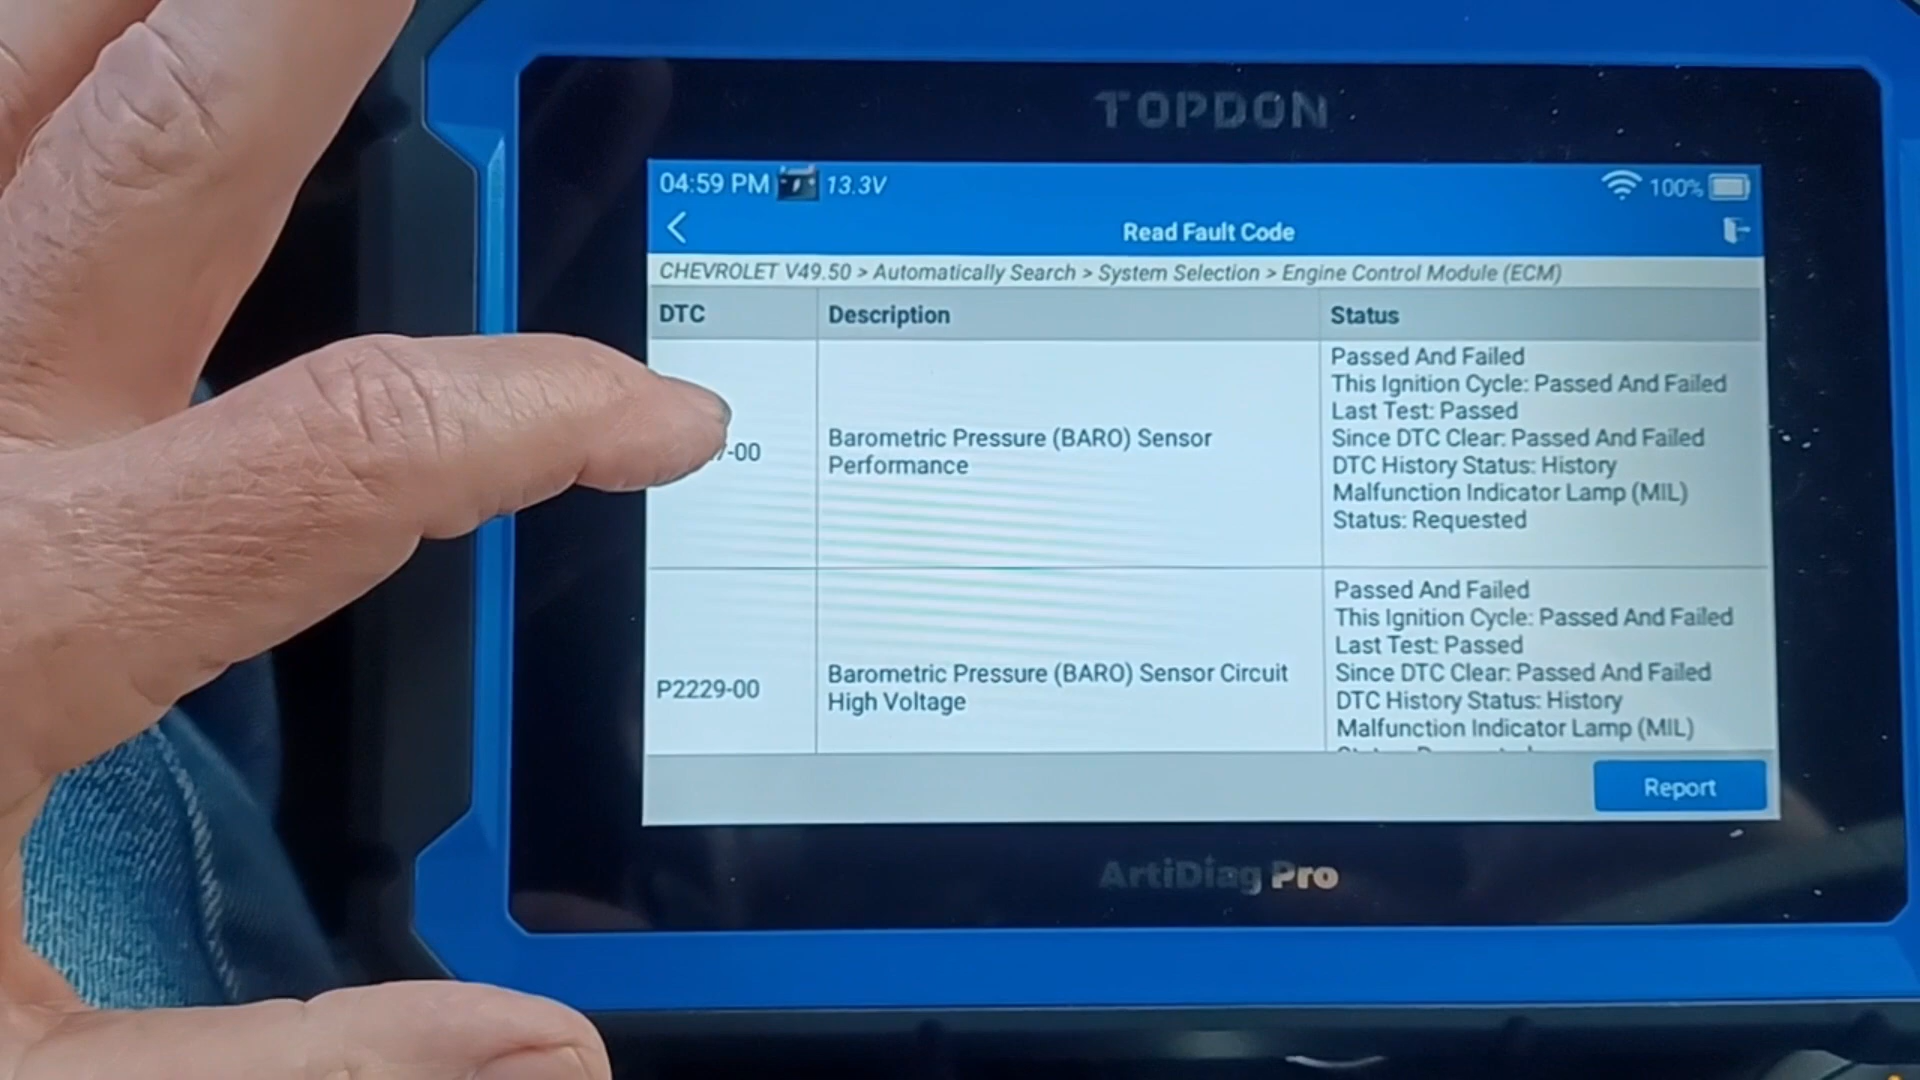 TOPDON
04:59 PM 13.3V 100%
Read Fault Code
CHEVROLET V49.50 > Automatically Search > System Selection > Engine Control Module (ECM)
DTC Description Status
7-00
Barometric Pressure (BARO) Sensor
Performance
Passed And Failed
This Ignition Cycle: Passed And Failed
Last Test: Passed
Since DTC Clear: Passed And Failed
DTC History Status: History
Malfunction Indicator Lamp (MIL)
Status: Requested
P2229-00
Barometric Pressure (BARO) Sensor Circuit
High Voltage
Passed And Failed
This Ignition Cycle: Passed And Failed
Last Test: Passed
Since DTC Clear: Passed And Failed
DTC History Status: History
Malfunction Indicator Lamp (MIL)
Report
ArtiDiag Pro